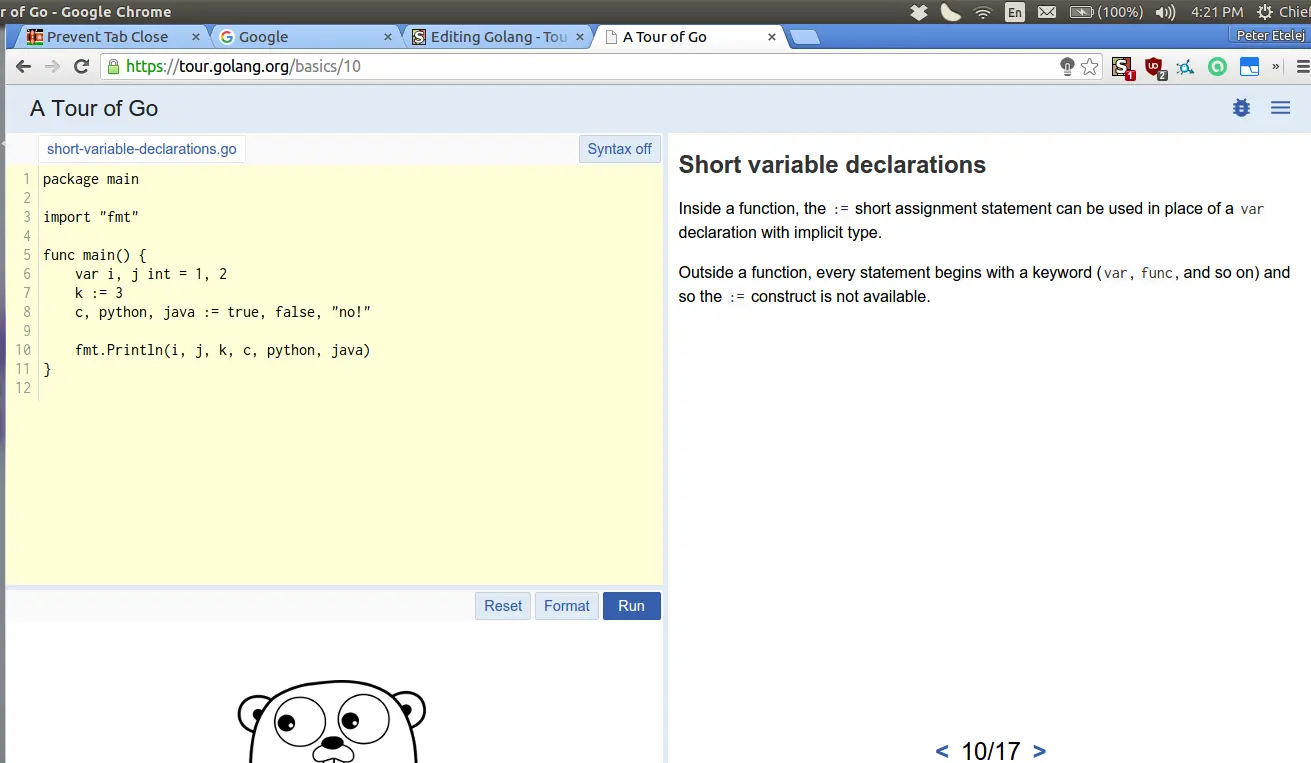 r of Go - Google Chrome
En (100%) 4:21 PM Chie
Prevent Tab Close × Google × Editing Golang - Tou × A Tour of Go ×
Peter Etelej
https://tour.golang.org/basics/10
1 2 »
A Tour of Go
short-variable-declarations.go
Syntax off
1 package main
2
3 import "fmt"
4
5 func main() {
6 var i, j int = 1, 2
7 k := 3
8 c, python, java := true, false, "no!"
9
10 fmt.Println(i, j, k, c, python, java)
11 }
12
Reset Format Run
Short variable declarations
Inside a function, the := short assignment statement can be used in place of a var
declaration with implicit type.
Outside a function, every statement begins with a keyword (var, func, and so on) and
so the := construct is not available.
< 10/17 >